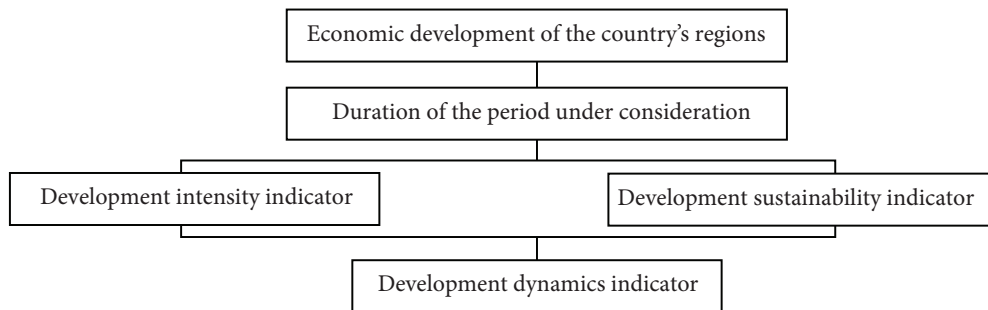 Economic development of the country’s regions
Duration of the period under consideration
Development intensity indicator
Development sustainability indicator
Development dynamics indicator